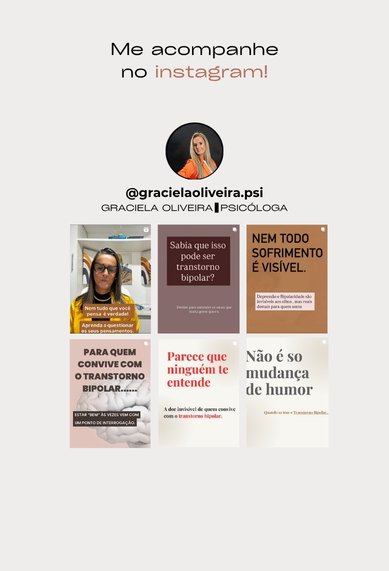 Me acompanhe
no instagram!
@gracielaoliveira.psi
GRACIELA OLIVEIRA▮PSICÓLOGA
Nem tudo que você
pensa é verdade!
Aprenda a questionar
os seus pensamentos.
Sabia que isso
pode ser
transtorno
bipolar?
NEM TODO
SOFRIMENTO
É VISÍVEL.
Depressão e Bipolaridade são
invisíveis aos olhos, mas reais
demais para quem sente.
PARA QUEM
CONVIVE COM
O TRANSTORNO
BIPOLAR......
ESTAR "BEM" ÀS VEZES VEM COM
UM PONTO DE INTERROGAÇÃO.
Parece que
ninguém te
entende
A dor invisível de quem convive
com o transtorno bipolar.
Não é so
mudança
de humor
Quando se tem o Transtorno Bipolar,